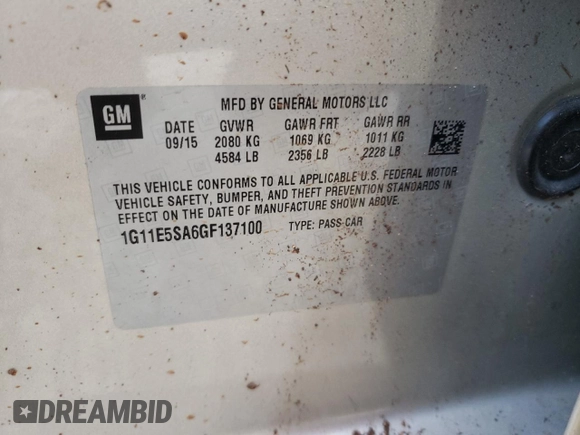 GM
MFD BY GENERAL MOTORS LLC
DATE GVWR GAWR FRT GAWR RR
09/15 2080 KG 1069 KG 1011 KG
4584 LB 2356 LB 2228 LB
THIS VEHICLE CONFORMS TO ALL APPLICABLE U.S. FEDERAL MOTOR
VEHICLE SAFETY, BUMPER, AND THEFT PREVENTION STANDARDS IN
EFFECT ON THE DATE OF MANUFACTURE SHOWN ABOVE.
1G11E5SA6GF137100 TYPE: PASS CAR
DREAMBID